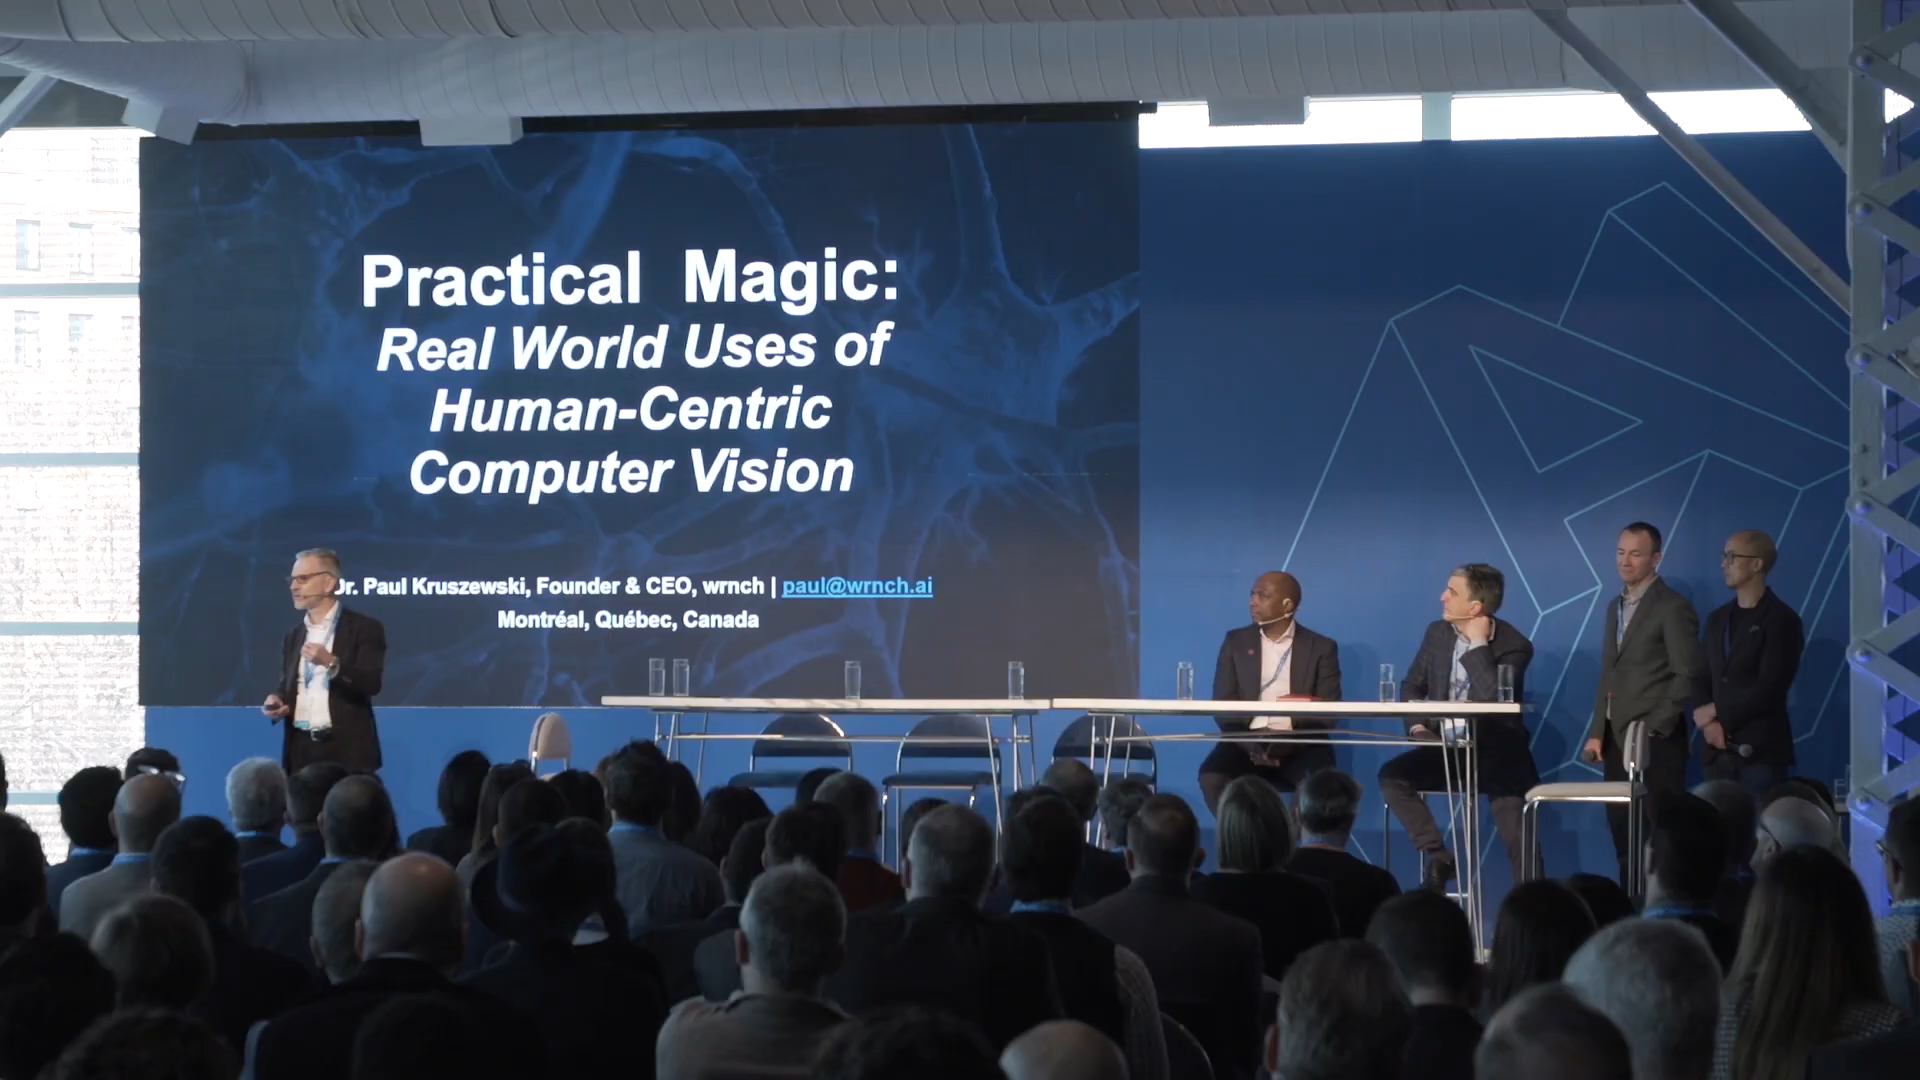 Practical Magic:
Real World Uses of
Human-Centric
Computer Vision
Dr. Paul Kruszewski, Founder & CEO, wrnch | paul@wrnch.ai
Montréal, Québec, Canada